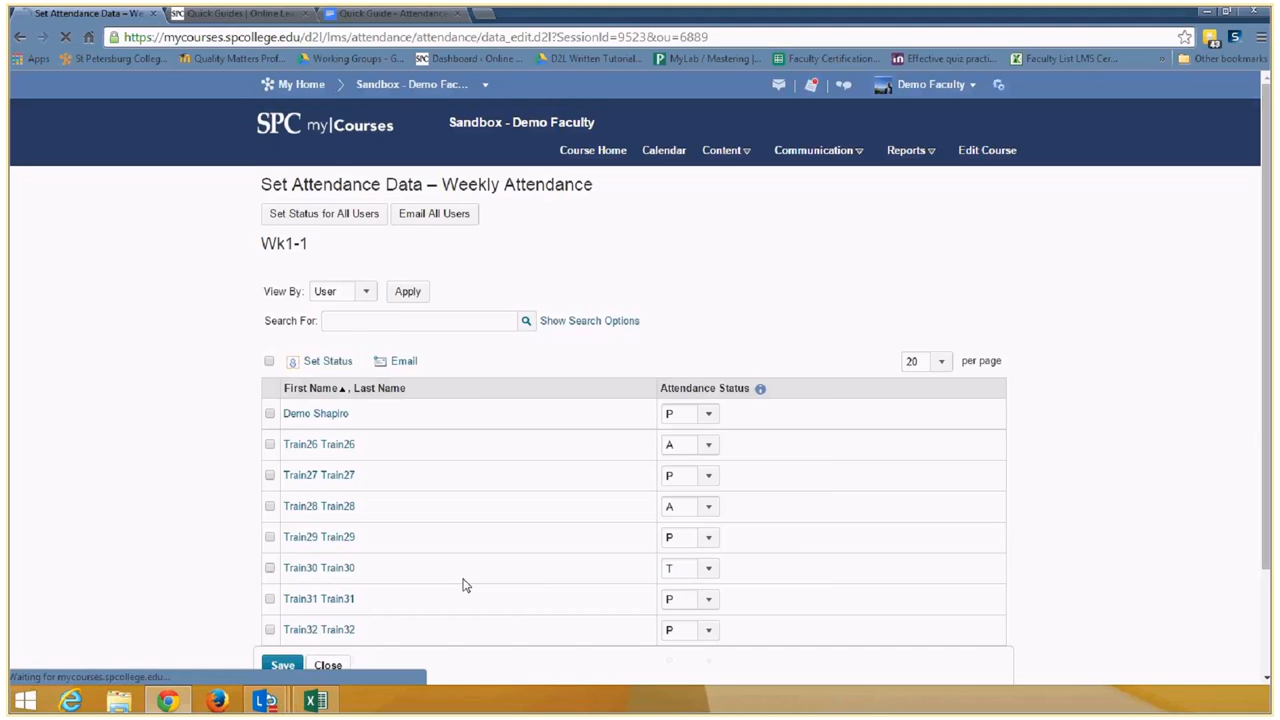 Set Attendance Data – We
Quick Guides | Online Le
Quick Guide - Attendance
https://mycourses.spcollege.edu/d2l/lms/attendance/attendance/data_edit.d2l?SessionId=9523&ou=6889
Apps St Petersburg Colleg... Quality Matters Prof... Working Groups - G... SPC Dashboard - Online ... D2L Written Tutorial... MyLab / Mastering |... Faculty Certification... Effective quiz practi... Faculty List LMS Cer... » Other bookmarks
My Home Sandbox - Demo Fac... Demo Faculty
SPC my|Courses Sandbox - Demo Faculty
Course Home Calendar Content Communication Reports Edit Course
Set Attendance Data – Weekly Attendance
Set Status for All Users Email All Users
Wk1-1
View By: User Apply
Search For: Show Search Options
Set Status Email 20 per page
First Name , Last Name Attendance Status
Demo Shapiro P
Train26 Train26 A
Train27 Train27 P
Train28 Train28 A
Train29 Train29 P
Train30 Train30 T
Train31 Train31 P
Train32 Train32 P
Save Close
Waiting for mycourses.spcollege.edu...